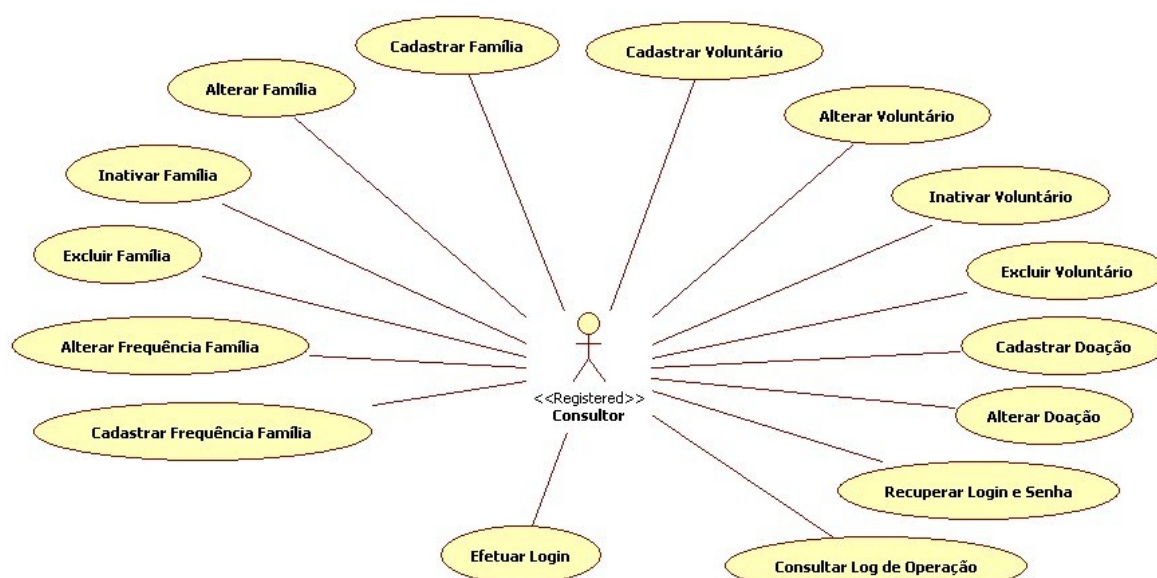 Cadastrar Família
Cadastrar Voluntário
Alterar Família
Alterar Voluntário
Inativar Família
Inativar Voluntário
Excluir Família
Excluir Voluntário
Alterar Frequência Família
Cadastrar Doação
<<Registered>>
Consultor
Alterar Doação
Cadastrar Frequência Família
Recuperar Login e Senha
Efetuar Login
Consultar Log de Operação